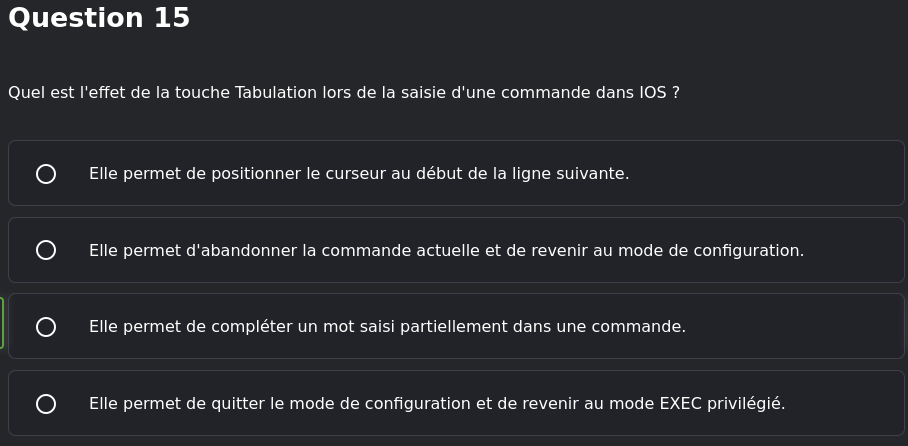 Question 15
Quel est l'effet de la touche Tabulation lors de la saisie d'une commande dans IOS ?
Elle permet de positionner le curseur au début de la ligne suivante.
Elle permet d'abandonner la commande actuelle et de revenir au mode de configuration.
Elle permet de compléter un mot saisi partiellement dans une commande.
Elle permet de quitter le mode de configuration et de revenir au mode EXEC privilégié.